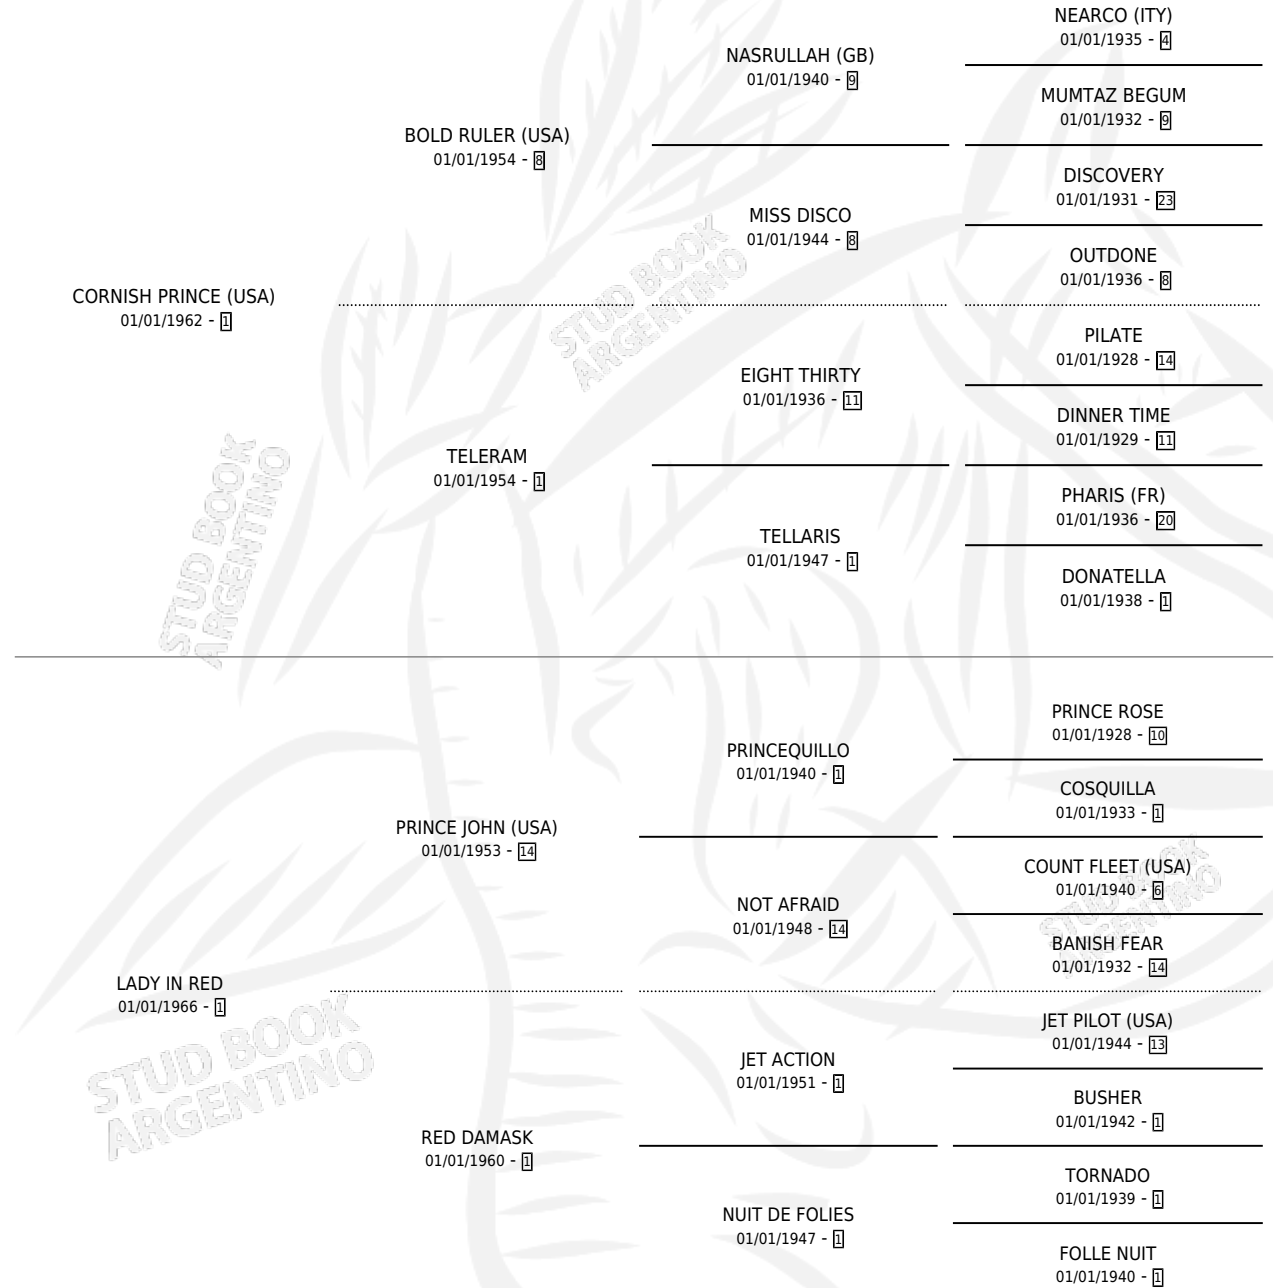 NEARCO (ITY)
01/01/1935 - 4
NASRULLAH (GB)
01/01/1940 - 9
MUMTAZ BEGUM
01/01/1932 - 9
BOLD RULER (USA)
01/01/1954 - 8
DISCOVERY
01/01/1931 - 23
MISS DISCO
01/01/1944 - 8
OUTDONE
01/01/1936 - 8
CORNISH PRINCE (USA)
01/01/1962 - 1
STUD BOOK
ARGENTINO
PILATE
01/01/1928 - 14
EIGHT THIRTY
01/01/1936 - 11
DINNER TIME
01/01/1929 - 11
TELERAM
01/01/1954 - 1
STUD BOOK
ARGENTINO
PHARIS (FR)
01/01/1936 - 20
TELLARIS
01/01/1947 - 1
DONATELLA
01/01/1938 - 1
PRINCE ROSE
01/01/1928 - 10
PRINCEQUILLO
01/01/1940 - 1
COSQUILLA
01/01/1933 - 1
PRINCE JOHN (USA)
01/01/1953 - 14
COUNT FLEET (USA)
01/01/1940 - 6
STUD BOOK
ARGENTINO
NOT AFRAID
01/01/1948 - 14
BANISH FEAR
01/01/1932 - 14
LADY IN RED
01/01/1966 - 1
STUD BOOK
ARGENTINO
JET PILOT (USA)
01/01/1944 - 13
JET ACTION
01/01/1951 - 1
BUSHER
01/01/1942 - 1
RED DAMASK
01/01/1960 - 1
TORNADO
01/01/1939 - 1
NUIT DE FOLIES
01/01/1947 - 1
FOLLE NUIT
01/01/1940 - 1